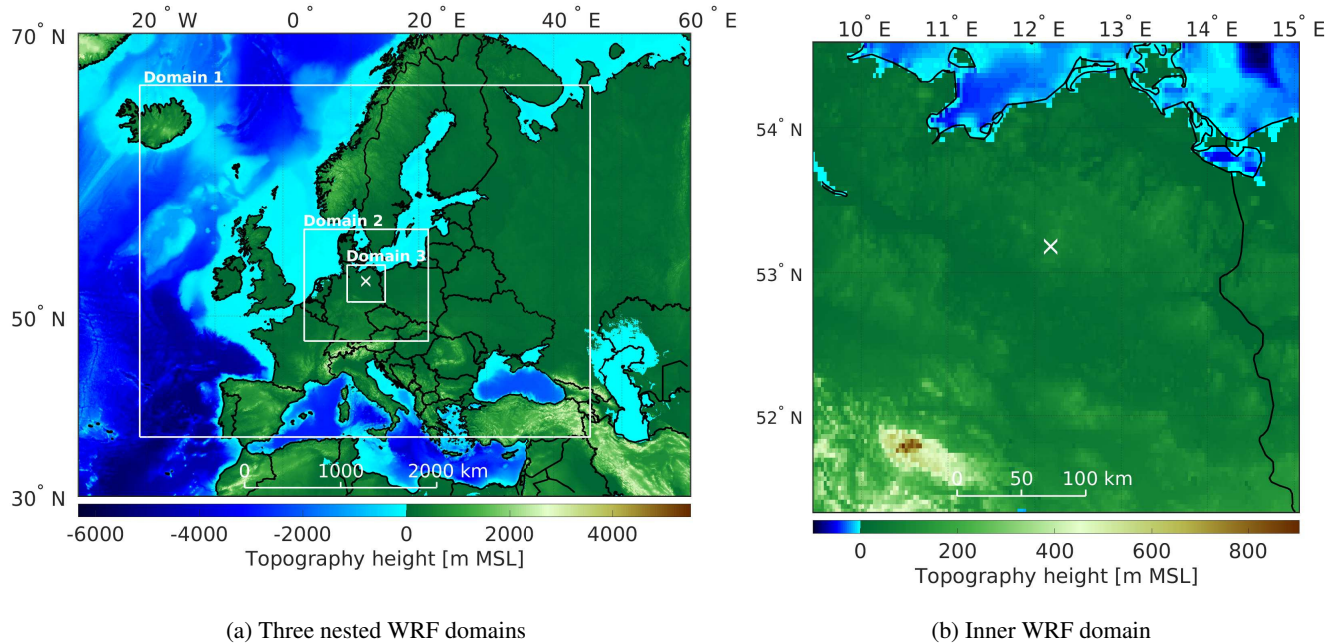 20° W 0° 20° E 40° E 60° E
70° N
50° N
30° N
Domain 1
Domain 2
Domain 3
0 1000 2000 km
-6000 -4000 -2000 0 2000 4000
Topography height [m MSL]
(a) Three nested WRF domains
10° E 11° E 12° E 13° E 14° E 15° E
54° N
53° N
52° N
0 50 100 km
0 200 400 600 800
Topography height [m MSL]
(b) Inner WRF domain